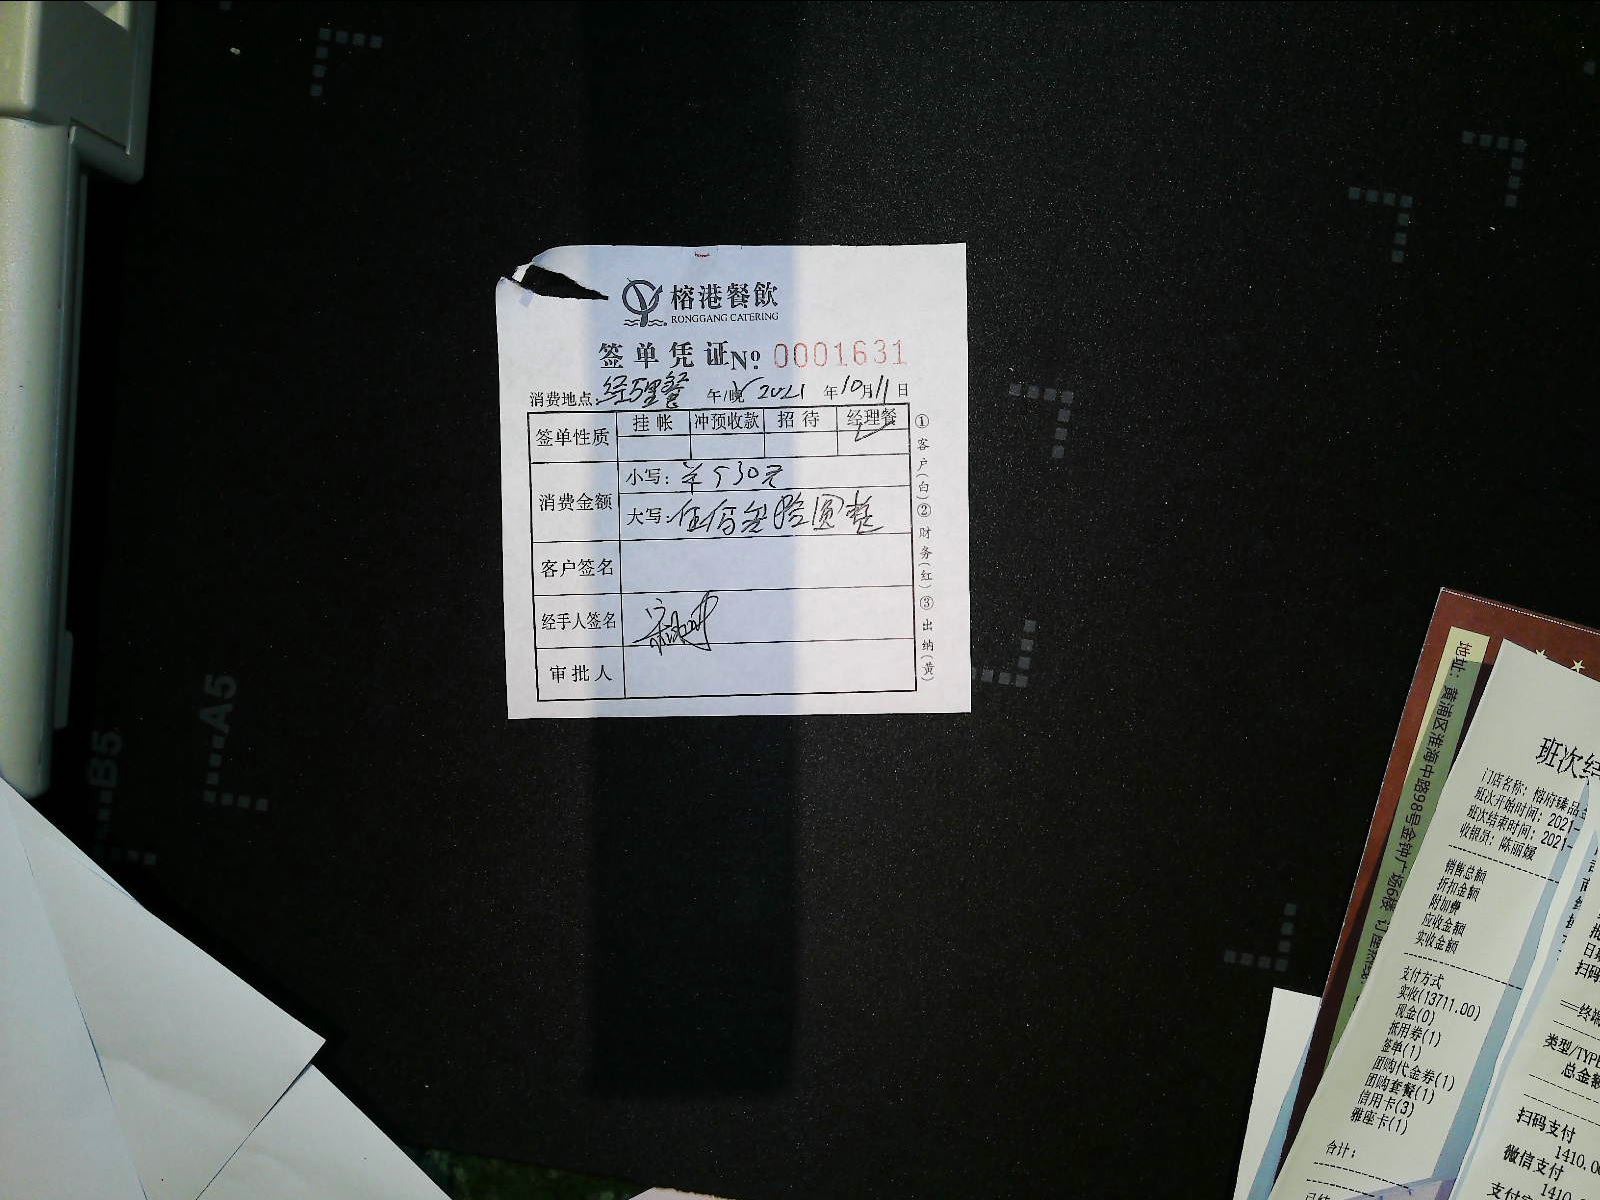 榕港餐飲
RONGGANG CATERING
签单凭证 No 0001631
消费地点: 经理餐 午/晚 2021 年 10 月 11 日
签单性质 挂帐 冲预收款 招待 经理餐
消费金额 小写: ¥530元
大写: 伍佰叁拾圆整
客户签名
经手人签名
审批人
①客户(白)②财务(红)③出纳(黄)
A5
B5
地址: 黄浦区淮海中路98号金钟广场6楼
班次结
门店名称: 榕府臻品
班次开始时间: 2021-
班次结束时间: 2021-
收银员: 陈丽媛
销售总额
折扣金额
附加费
应收金额
实收金额
支付方式
实收(13711.00)
现金(0)
抵用券(1)
签单(1)
团购代金券(1)
团购套餐(1)
信用卡(3)
雅座卡(1)
合计:
扫码
类型/TYPE
总金额
扫码支付
1410.0
微信支付
1410